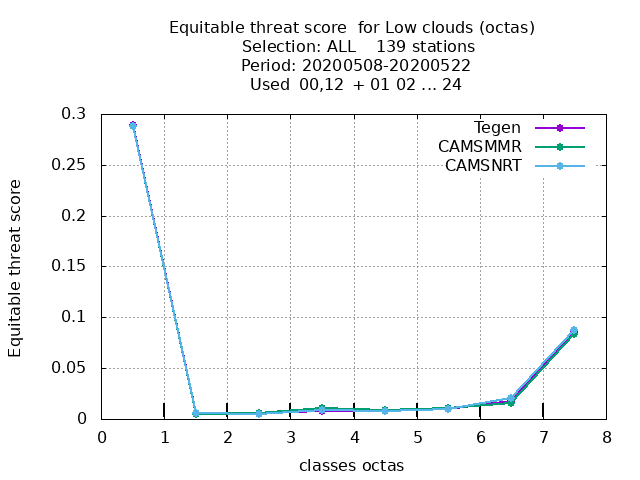 Equitable threat score  for Low clouds (octas)
Selection: ALL    139 stations
Period: 20200508-20200522
Used  00,12  + 01 02 ... 24
Tegen
CAMSMMR
CAMSNRT
Equitable threat score
0.3
0.25
0.2
0.15
0.1
0.05
0
0 1 2 3 4 5 6 7 8
classes octas